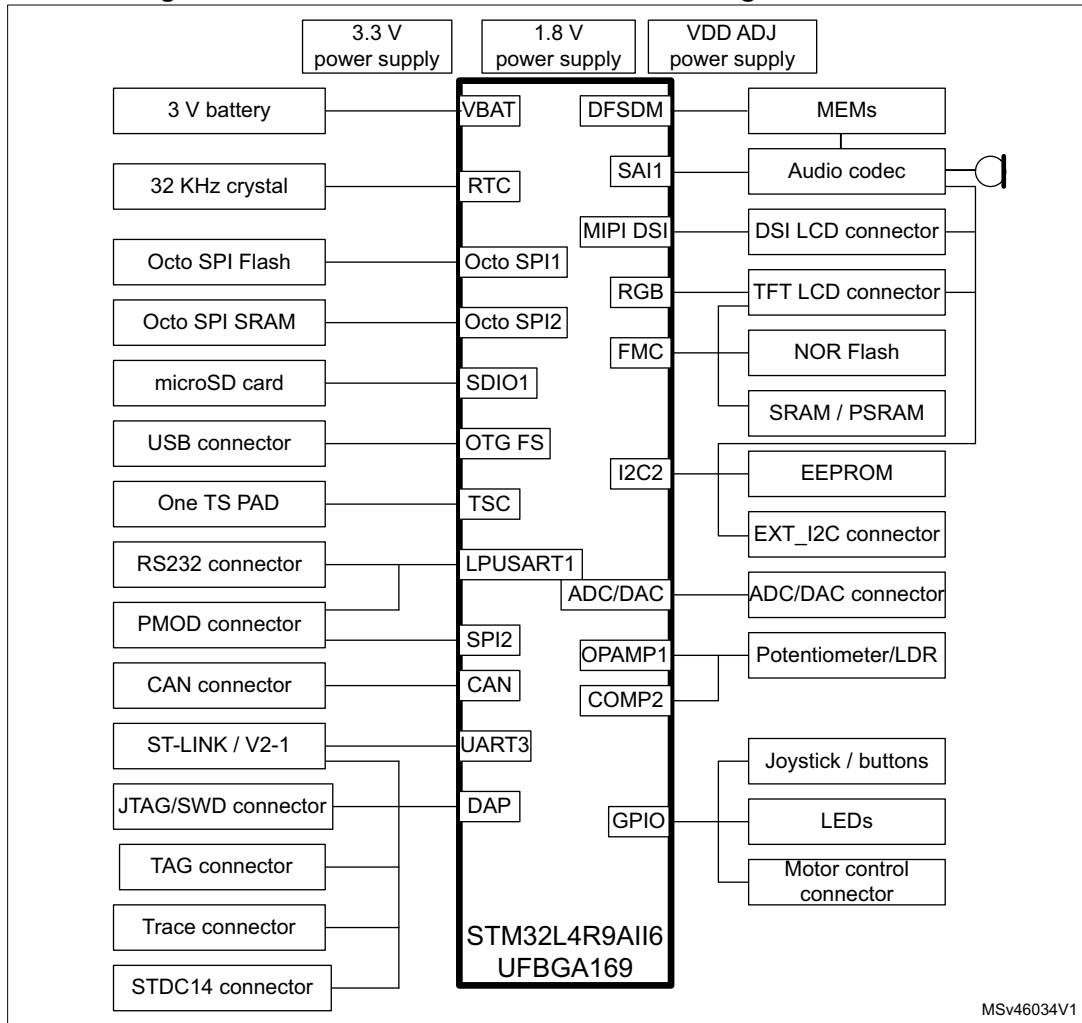 3.3 V
power supply
1.8 V
power supply
VDD ADJ
power supply
3 V battery
VBAT
DFSDM
MEMs
32 KHz crystal
RTC
SAI1
Audio codec
MIPI DSI
DSI LCD connector
Octo SPI Flash
Octo SPI1
RGB
TFT LCD connector
Octo SPI SRAM
Octo SPI2
FMC
NOR Flash
microSD card
SDIO1
SRAM / PSRAM
USB connector
OTG FS
I2C2
EEPROM
One TS PAD
TSC
EXT_I2C connector
RS232 connector
LPUSART1
ADC/DAC
ADC/DAC connector
PMOD connector
SPI2
OPAMP1
Potentiometer/LDR
CAN connector
CAN
COMP2
ST-LINK / V2-1
UART3
Joystick / buttons
JTAG/SWD connector
DAP
GPIO
LEDs
TAG connector
Motor control
connector
Trace connector
STDC14 connector
STM32L4R9AII6
UFBGA169
MSv46034V1